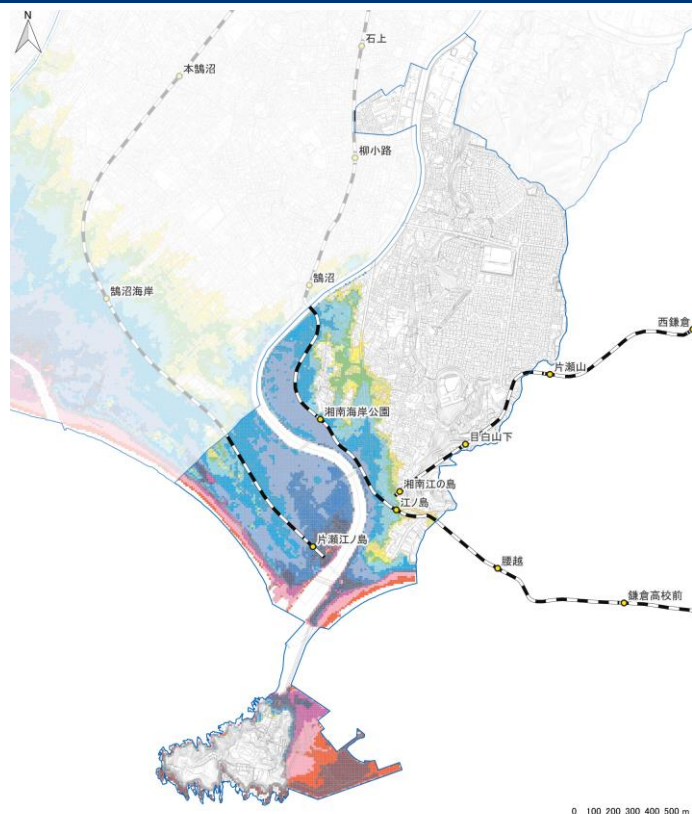 N
石上
本鵠沼
柳小路
鵠沼
鵠沼海岸
西鎌倉
片瀬山
湘南海岸公園
目白山下
湘南江の島
江ノ島
片瀬江ノ島
腰越
鎌倉高校前
0 100 200 300 400 500 m